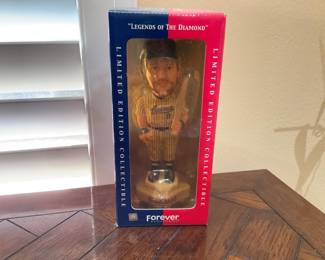 "LEGENDS OF THE DIAMOND"
LIMITED EDITION COLLECTIBLE
LIMITED EDITION COLLECTIBLE
Forever